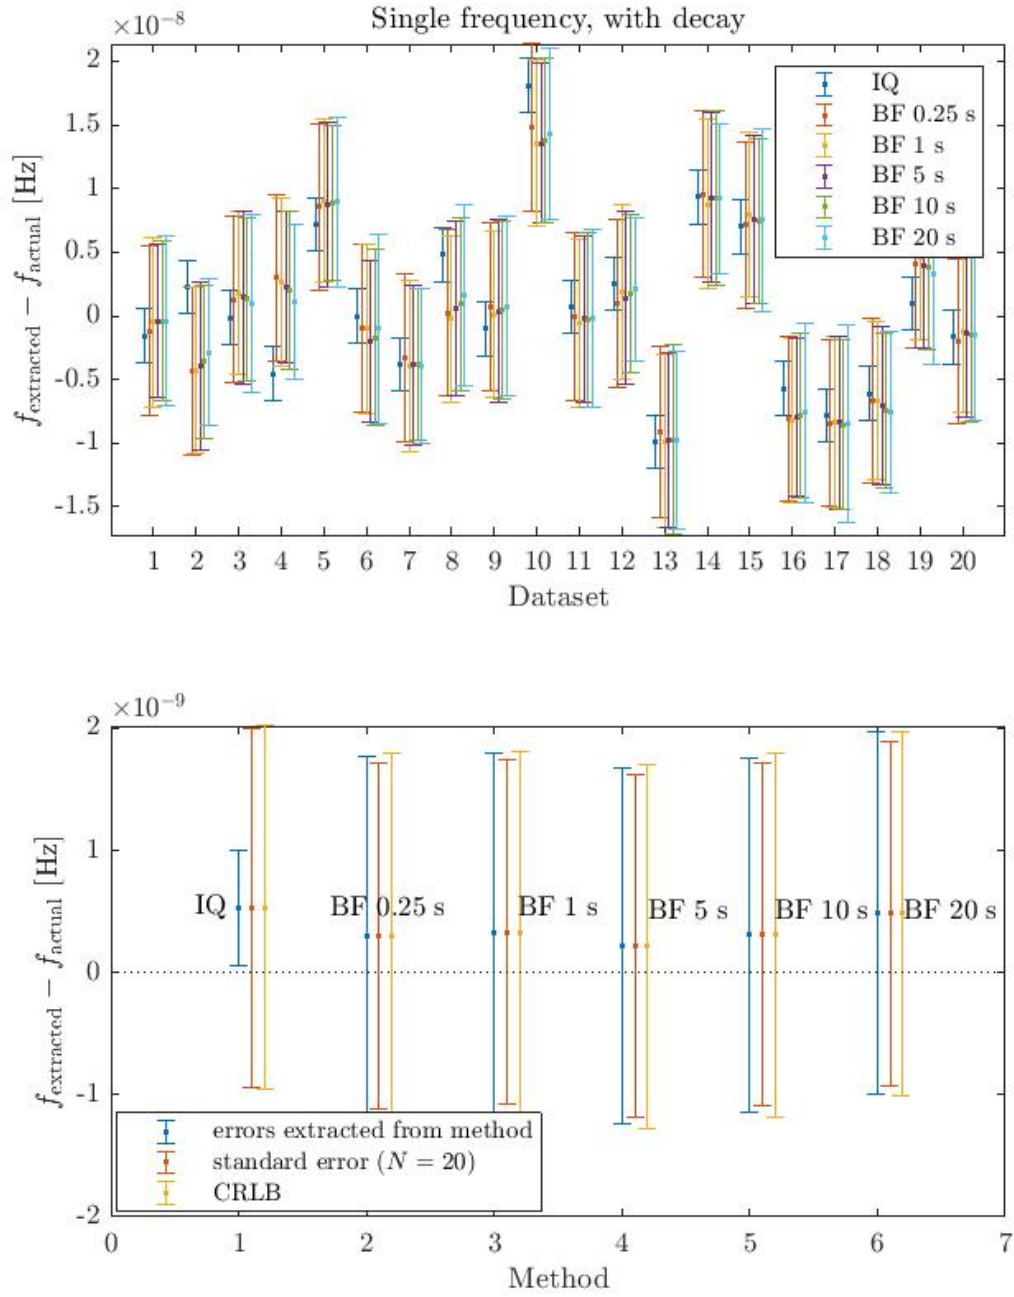 ×10⁻⁸
Single frequency, with decay
2
1.5
1
0.5
0
-0.5
-1
-1.5
f_extracted − f_actual [Hz]
IQ
BF 0.25 s
BF 1 s
BF 5 s
BF 10 s
BF 20 s
1 2 3 4 5 6 7 8 9 10 11 12 13 14 15 16 17 18 19 20
Dataset
×10⁻⁹
2
1
0
-1
-2
f_extracted − f_actual [Hz]
IQ BF 0.25 s BF 1 s BF 5 s BF 10 s BF 20 s
errors extracted from method
standard error (N = 20)
CRLB
0 1 2 3 4 5 6 7
Method